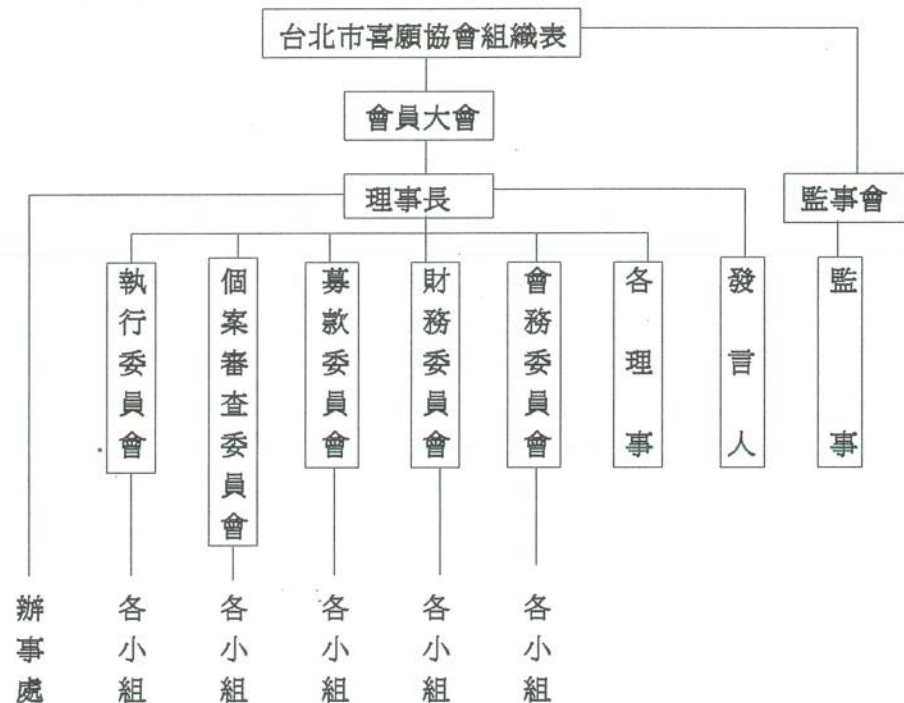 台北市喜願協會組織表
會員大會
理事長
監事會
執行委員會
個案審查委員會
募款委員會
財務委員會
會務委員會
各理事
發言人
監事
辦事處
各小組
各小組
各小組
各小組
各小組